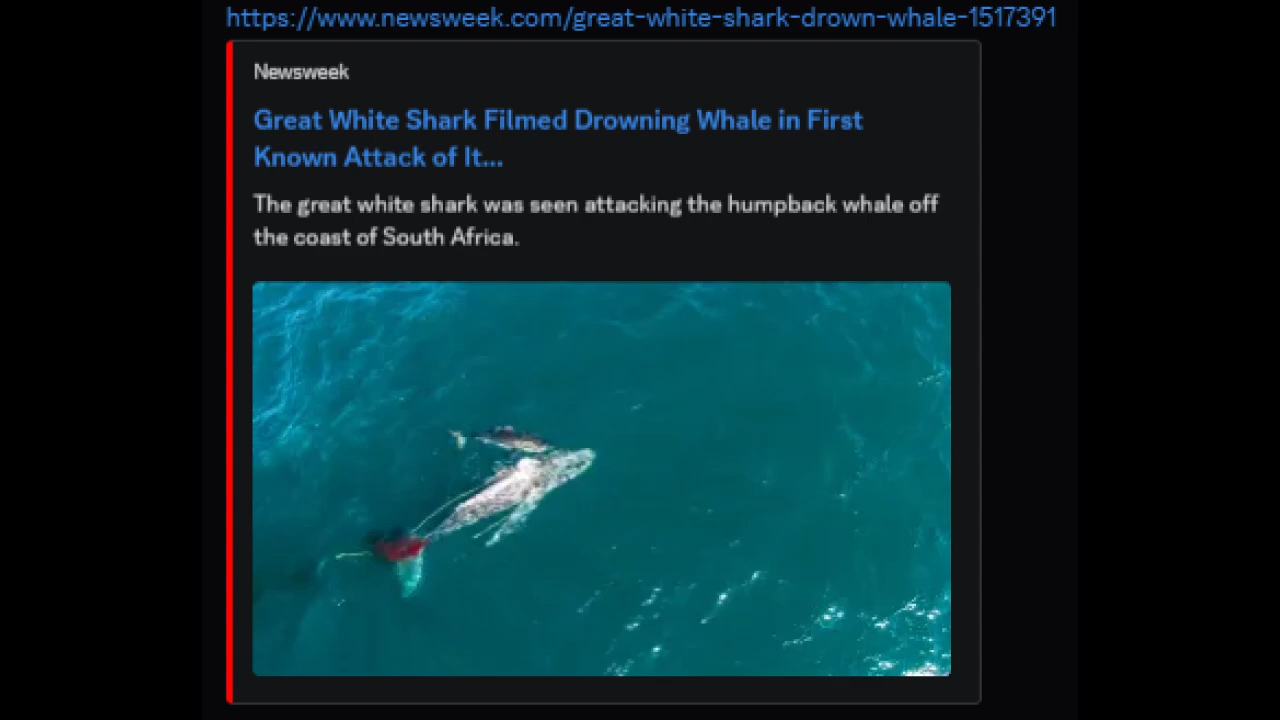 https://www.newsweek.com/great-white-shark-drown-whale-1517391
Newsweek
Great White Shark Filmed Drowning Whale in First
Known Attack of It...
The great white shark was seen attacking the humpback whale off
the coast of South Africa.